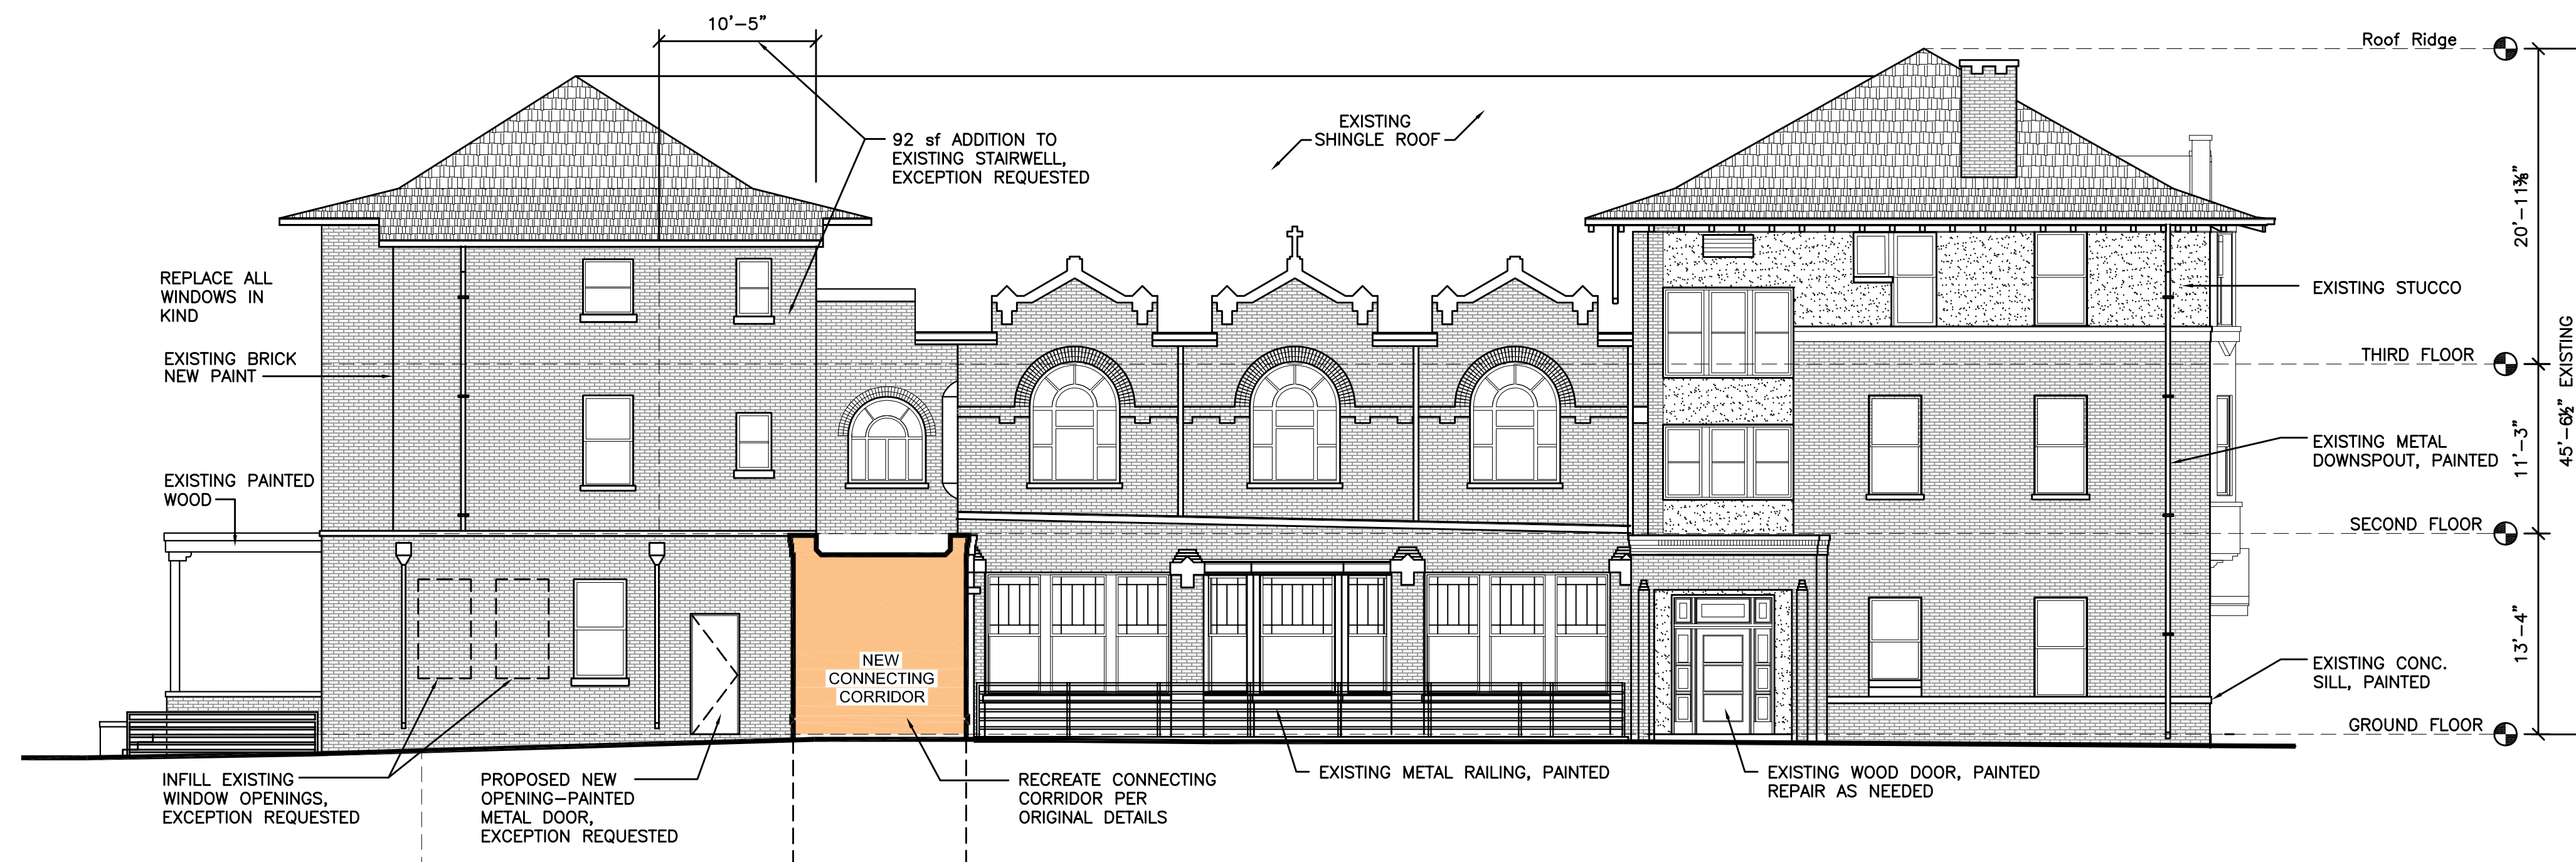 10'-5"
Roof Ridge
92 sf ADDITION TO
EXISTING STAIRWELL,
EXCEPTION REQUESTED
EXISTING
SHINGLE ROOF
20'-11⅜"
REPLACE ALL
WINDOWS IN
KIND
EXISTING STUCCO
EXISTING BRICK
NEW PAINT
THIRD FLOOR
45'-6½" EXISTING
EXISTING METAL
DOWNSPOUT, PAINTED
11'-3"
EXISTING PAINTED
WOOD
SECOND FLOOR
13'-4"
NEW
CONNECTING
CORRIDOR
EXISTING CONC.
SILL, PAINTED
GROUND FLOOR
INFILL EXISTING
WINDOW OPENINGS,
EXCEPTION REQUESTED
PROPOSED NEW
OPENING-PAINTED
METAL DOOR,
EXCEPTION REQUESTED
RECREATE CONNECTING
CORRIDOR PER
ORIGINAL DETAILS
EXISTING METAL RAILING, PAINTED
EXISTING WOOD DOOR, PAINTED
REPAIR AS NEEDED